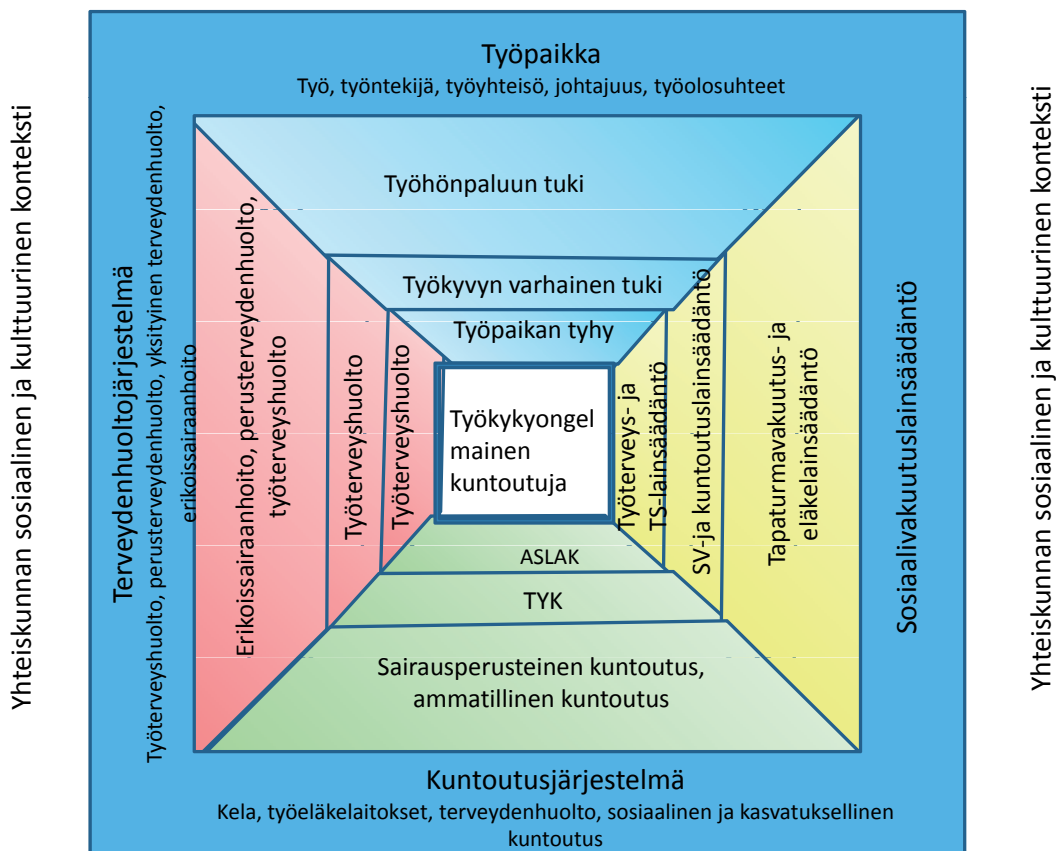 Työpaikka
Työ, työntekijä, työyhteisö, johtajuus, työolosuhteet
Yhteiskunnan sosiaalinen ja kulttuurinen konteksti
Terveydenhuoltojärjestelmä
Työterveyshuolto, perusterveydenhuolto, yksityinen terveydenhuolto,
erikoissairaanhoito
Erikoissairaanhoito, perusterveydenhuolto,
työterveyshuolto
Työterveyshuolto
Työterveyshuolto
Työhönpaluun tuki
Työkyvyn varhainen tuki
Työpaikan tyhy
Työkykyongel
mainen
kuntoutuja
Työterveys- ja
TS-lainsäädäntö
SV-ja kuntoutuslainsäädäntö
Tapaturmavakuutus- ja
eläkelainsäädäntö
Sosiaalivakuutuslainsäädäntö
Yhteiskunnan sosiaalinen ja kulttuurinen konteksti
ASLAK
TYK
Sairausperusteinen kuntoutus,
ammatillinen kuntoutus
Kuntoutusjärjestelmä
Kela, työeläkelaitokset, terveydenhuolto, sosiaalinen ja kasvatuksellinen
kuntoutus